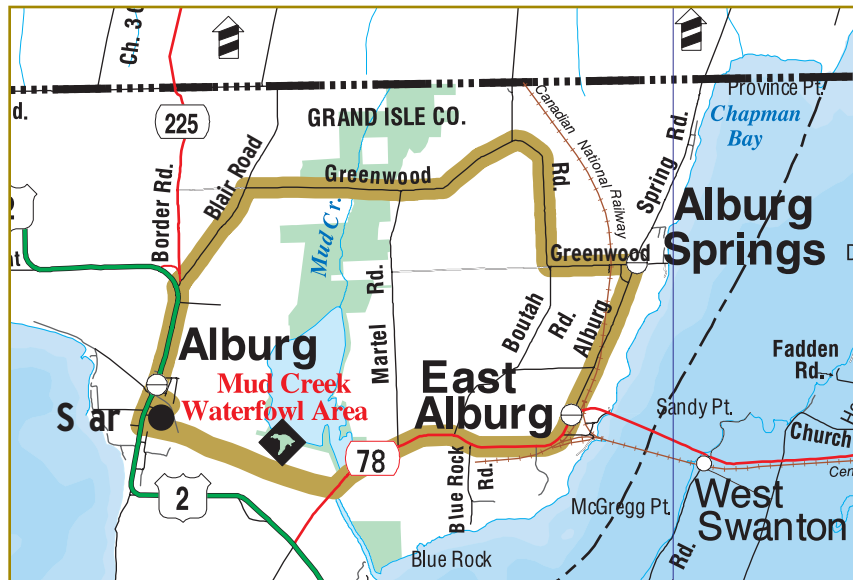 Ch. 3
Province Pt.
Chapman
Bay
d.
225
GRAND ISLE CO.
Canadian National Railway
Border Rd.
Blair Road
Greenwood
Rd.
Spring Rd.
Mud Cr.
Alburg
Springs
Greenwood
Martel Rd.
Boutah
Rd.
Alburg
Alburg
Mud Creek
Waterfowl Area
East
Alburg
Fadden
Rd.
S ar
Sandy Pt.
Church
78
Blue Rock
Rd.
2
West
Swanton
McGregg Pt.
Rd.
Blue Rock